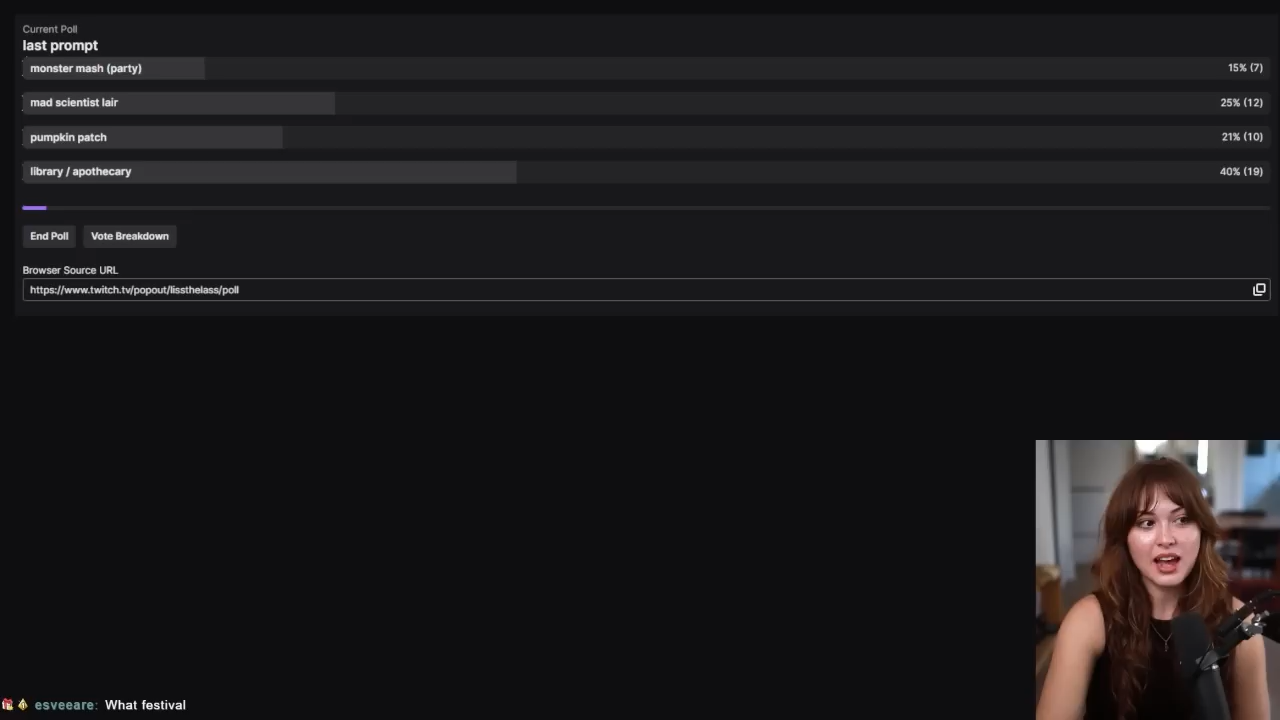 Current Poll
last prompt
monster mash (party) 15% (7)
mad scientist lair 25% (12)
pumpkin patch 21% (10)
library / apothecary 40% (19)
End Poll Vote Breakdown
Browser Source URL
https://www.twitch.tv/popout/lissthelass/poll
esveeare: What festival